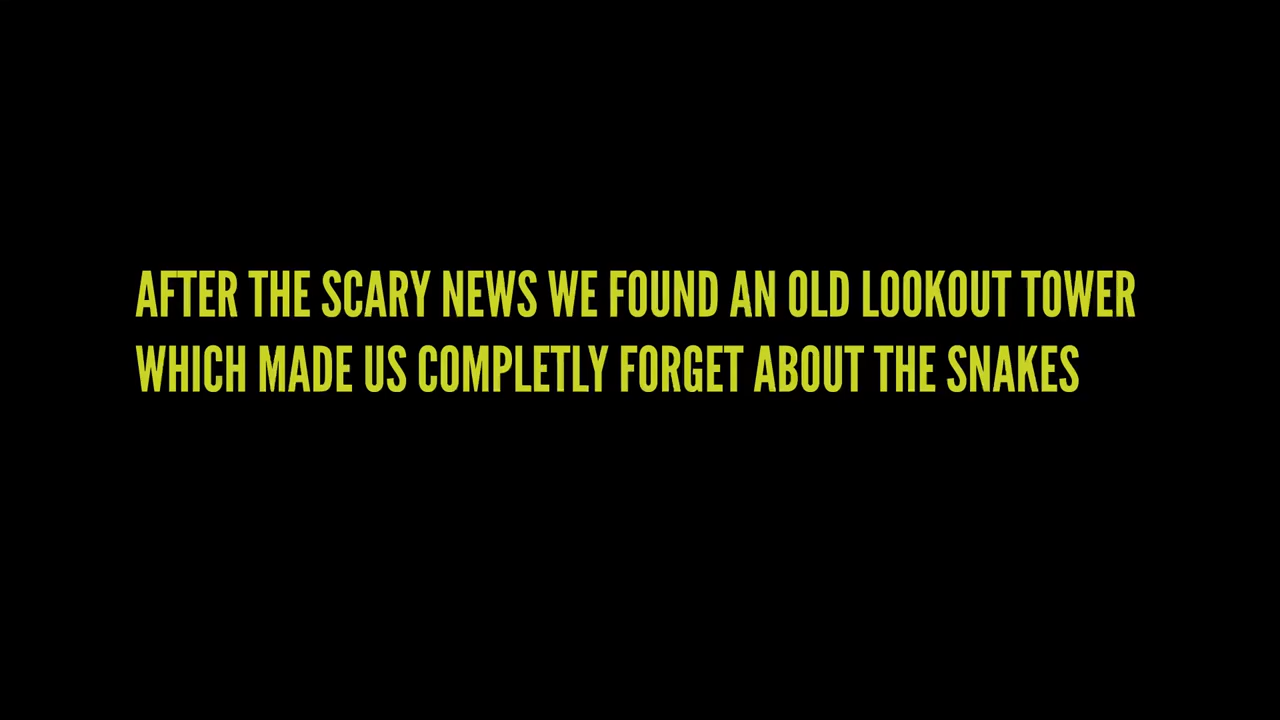 AFTER THE SCARY NEWS WE FOUND AN OLD LOOKOUT TOWER
WHICH MADE US COMPLETLY FORGET ABOUT THE SNAKES